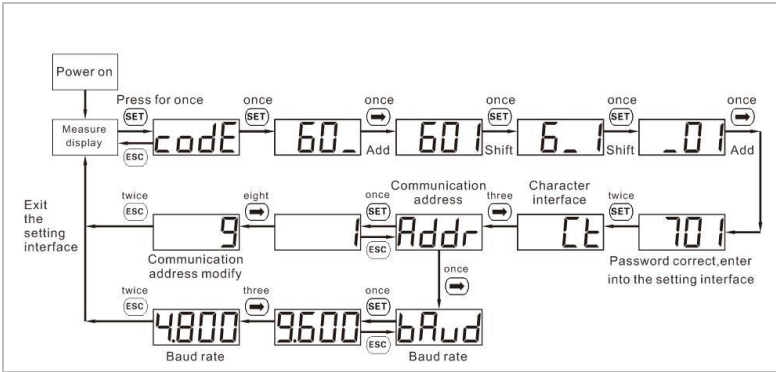 Power on
Press for once
once
once
once
once
once
SET
SET
SET
SET
Measure
display
codE
60_
601
6_1
_01
ESC
Add
Shift
Shift
Add
Exit
the
setting
interface
twice
ESC
eight
once
SET
ESC
Communication
address
three
Character
interface
twice
SET
9
1
Addr
Ct
701
Communication
address modify
Password correct,enter
into the setting interface
once
twice
ESC
three
once
SET
ESC
4.800
9.600
bAud
Baud rate
Baud rate